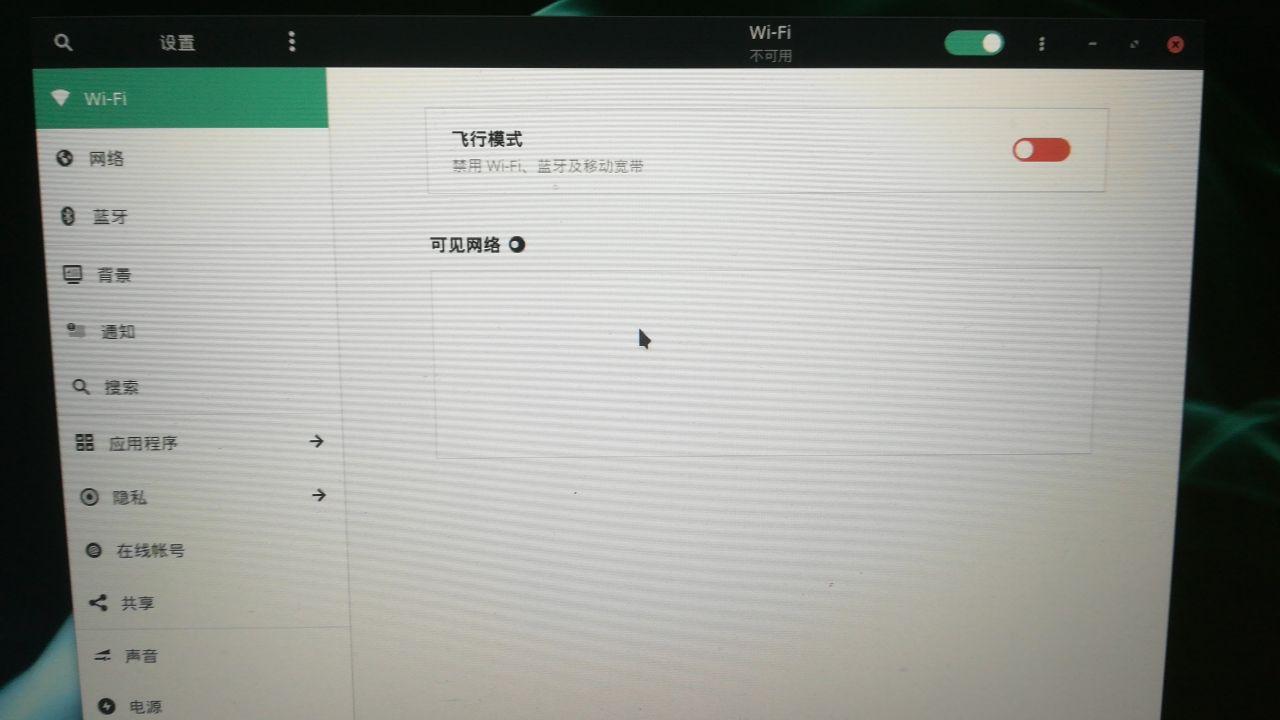 设置
Wi-Fi
不可用
Wi-Fi
网络
蓝牙
背景
通知
搜索
应用程序
隐私
在线帐号
共享
声音
电源
飞行模式
禁用 Wi-Fi、蓝牙及移动宽带
可见网络